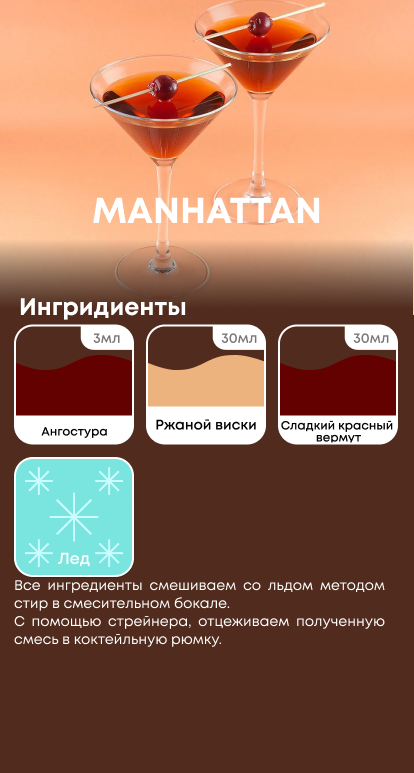 MANHATTAN
Ингридиенты
3мл
30мл
30мл
Ангостура
Ржаной виски
Сладкий красный
вермут
Лед
Все ингредиенты смешиваем со льдом методом
стир в смесительном бокале.
С помощью стрейнера, отцеживаем полученную
смесь в коктейльную рюмку.